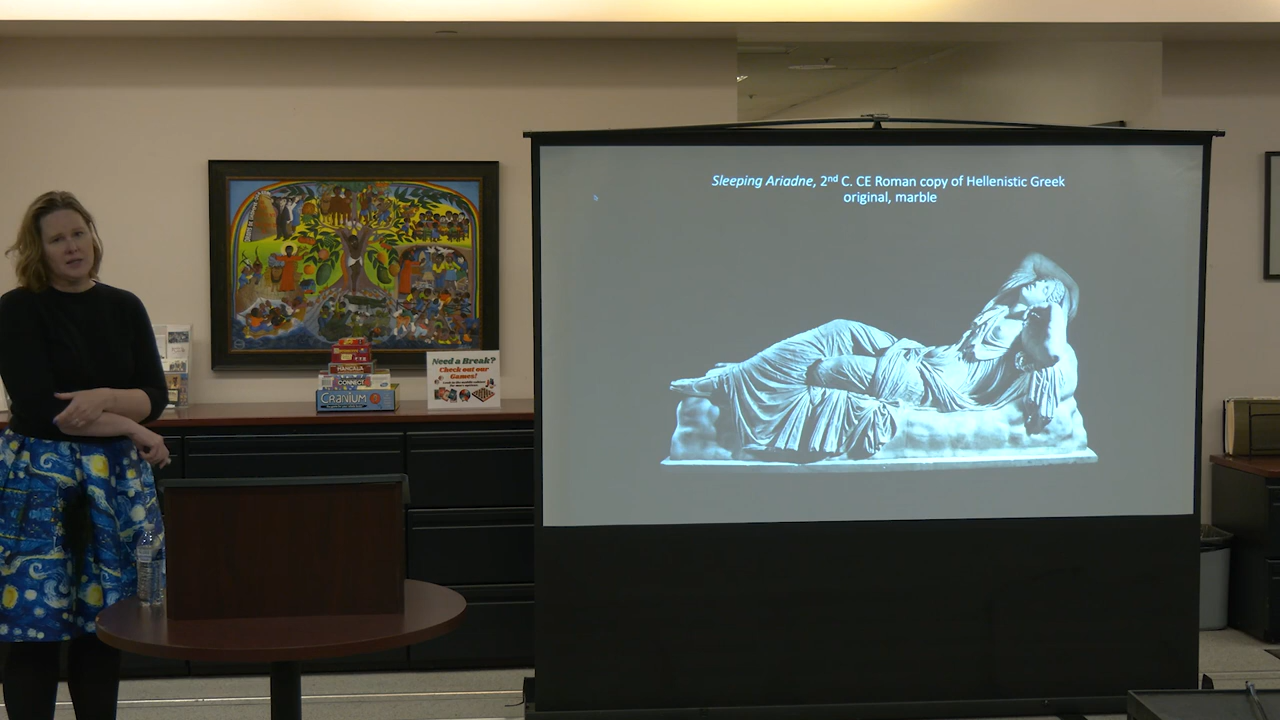 Sleeping Ariadne, 2nd C. CE Roman copy of Hellenistic Greek
original, marble
Need a Break?
Check out our
Games!
MANCALA
CONNECT
CRANIUM